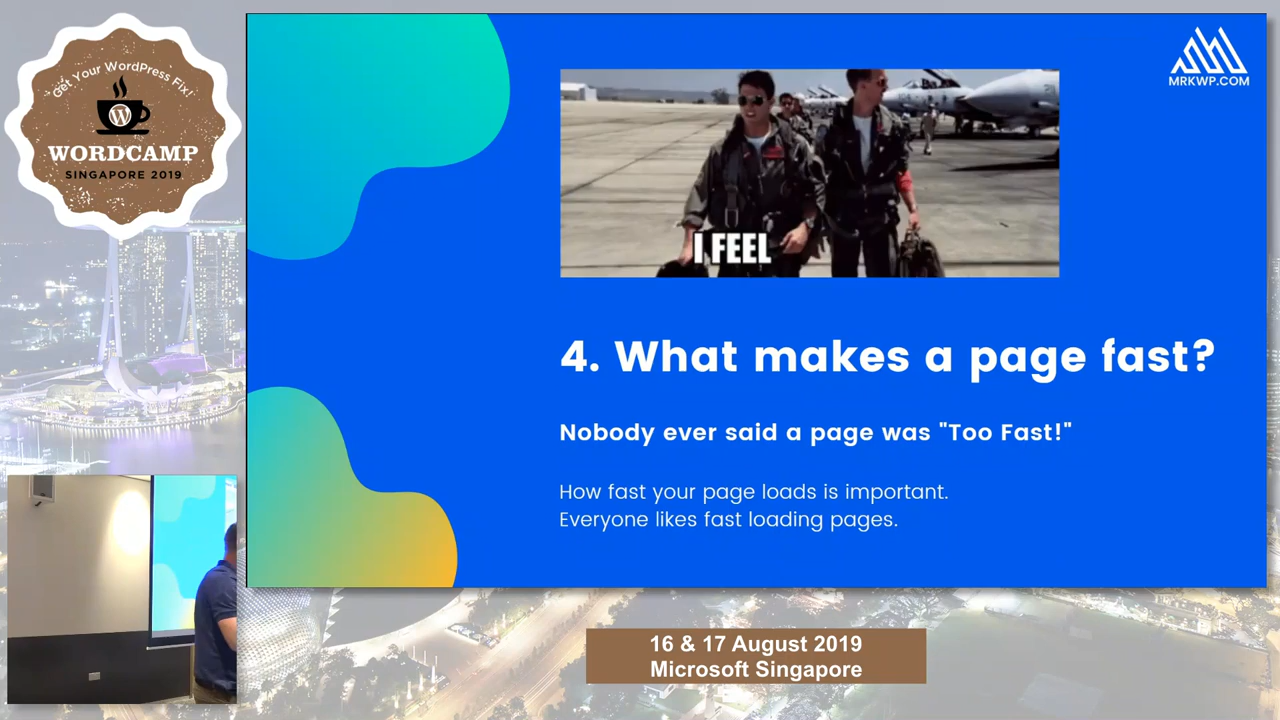 Get Your WordPress Fix!
WORDCAMP
SINGAPORE 2019
MRKWP.COM
I FEEL
4. What makes a page fast?
Nobody ever said a page was "Too Fast!"
How fast your page loads is important.
Everyone likes fast loading pages.
16 & 17 August 2019
Microsoft Singapore